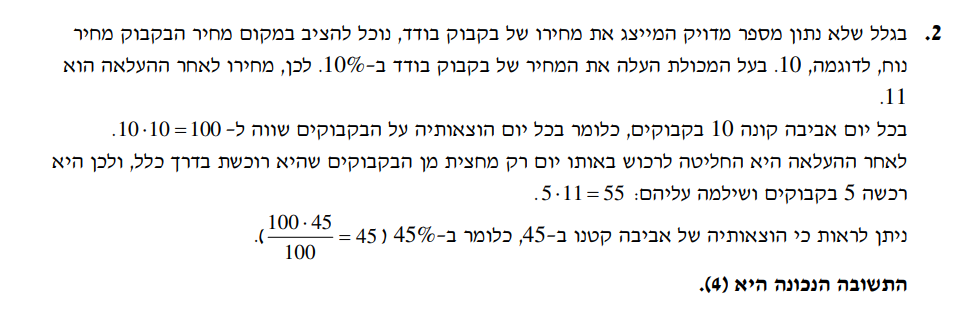 2. בגלל שלא נתון מספר מדויק המייצג את מחירו של בקבוק בודד, נוכל להציב במקום מחיר הבקבוק מחיר
נוח, לדוגמה, 10. בעל המכולת העלה את המחיר של בקבוק בודד ב-10%. לכן, מחירו לאחר ההעלאה הוא
11.
בכל יום אביבה קונה 10 בקבוקים, כלומר בכל יום הוצאותיה על הבקבוקים שווה ל- 10·10 = 100.
לאחר ההעלאה היא החליטה לרכוש באותו יום רק מחצית מן הבקבוקים שהיא רוכשת בדרך כלל, ולכן היא
רכשה 5 בקבוקים ושילמה עליהם: 5·11 = 55.
ניתן לראות כי הוצאותיה של אביבה קטנו ב-45, כלומר ב-45% (100·45/100 = 45).
התשובה הנכונה היא (4).